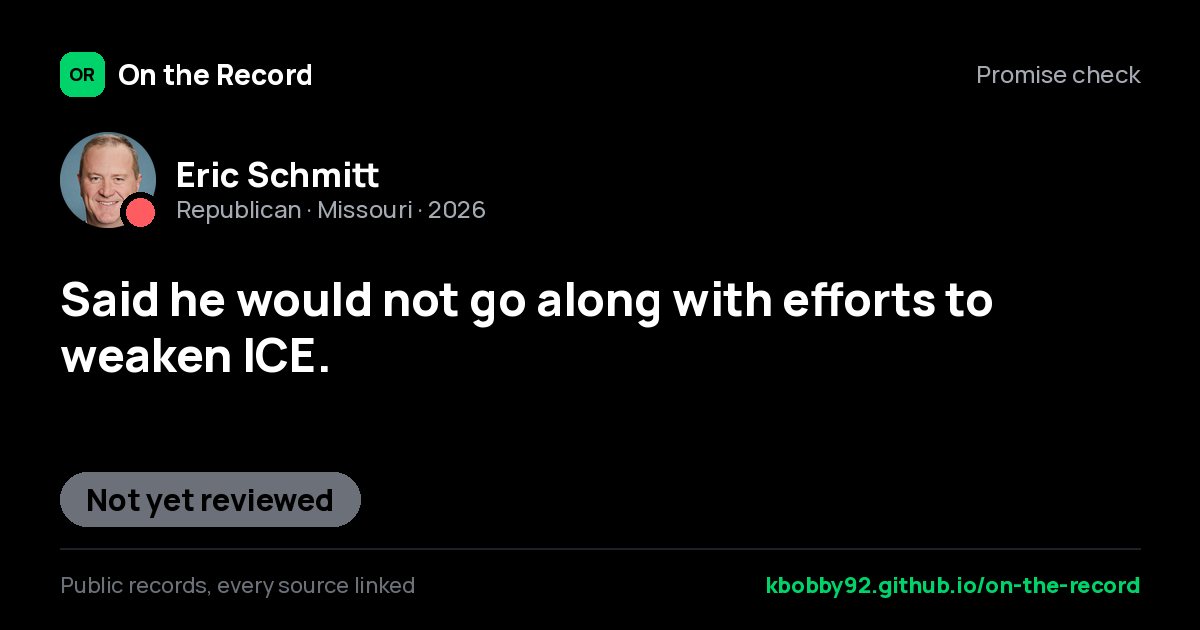 OR On the Record
Promise check
Eric Schmitt
Republican · Missouri · 2026
Said he would not go along with efforts to
weaken ICE.
Not yet reviewed
Public records, every source linked
kbobby92.github.io/on-the-record